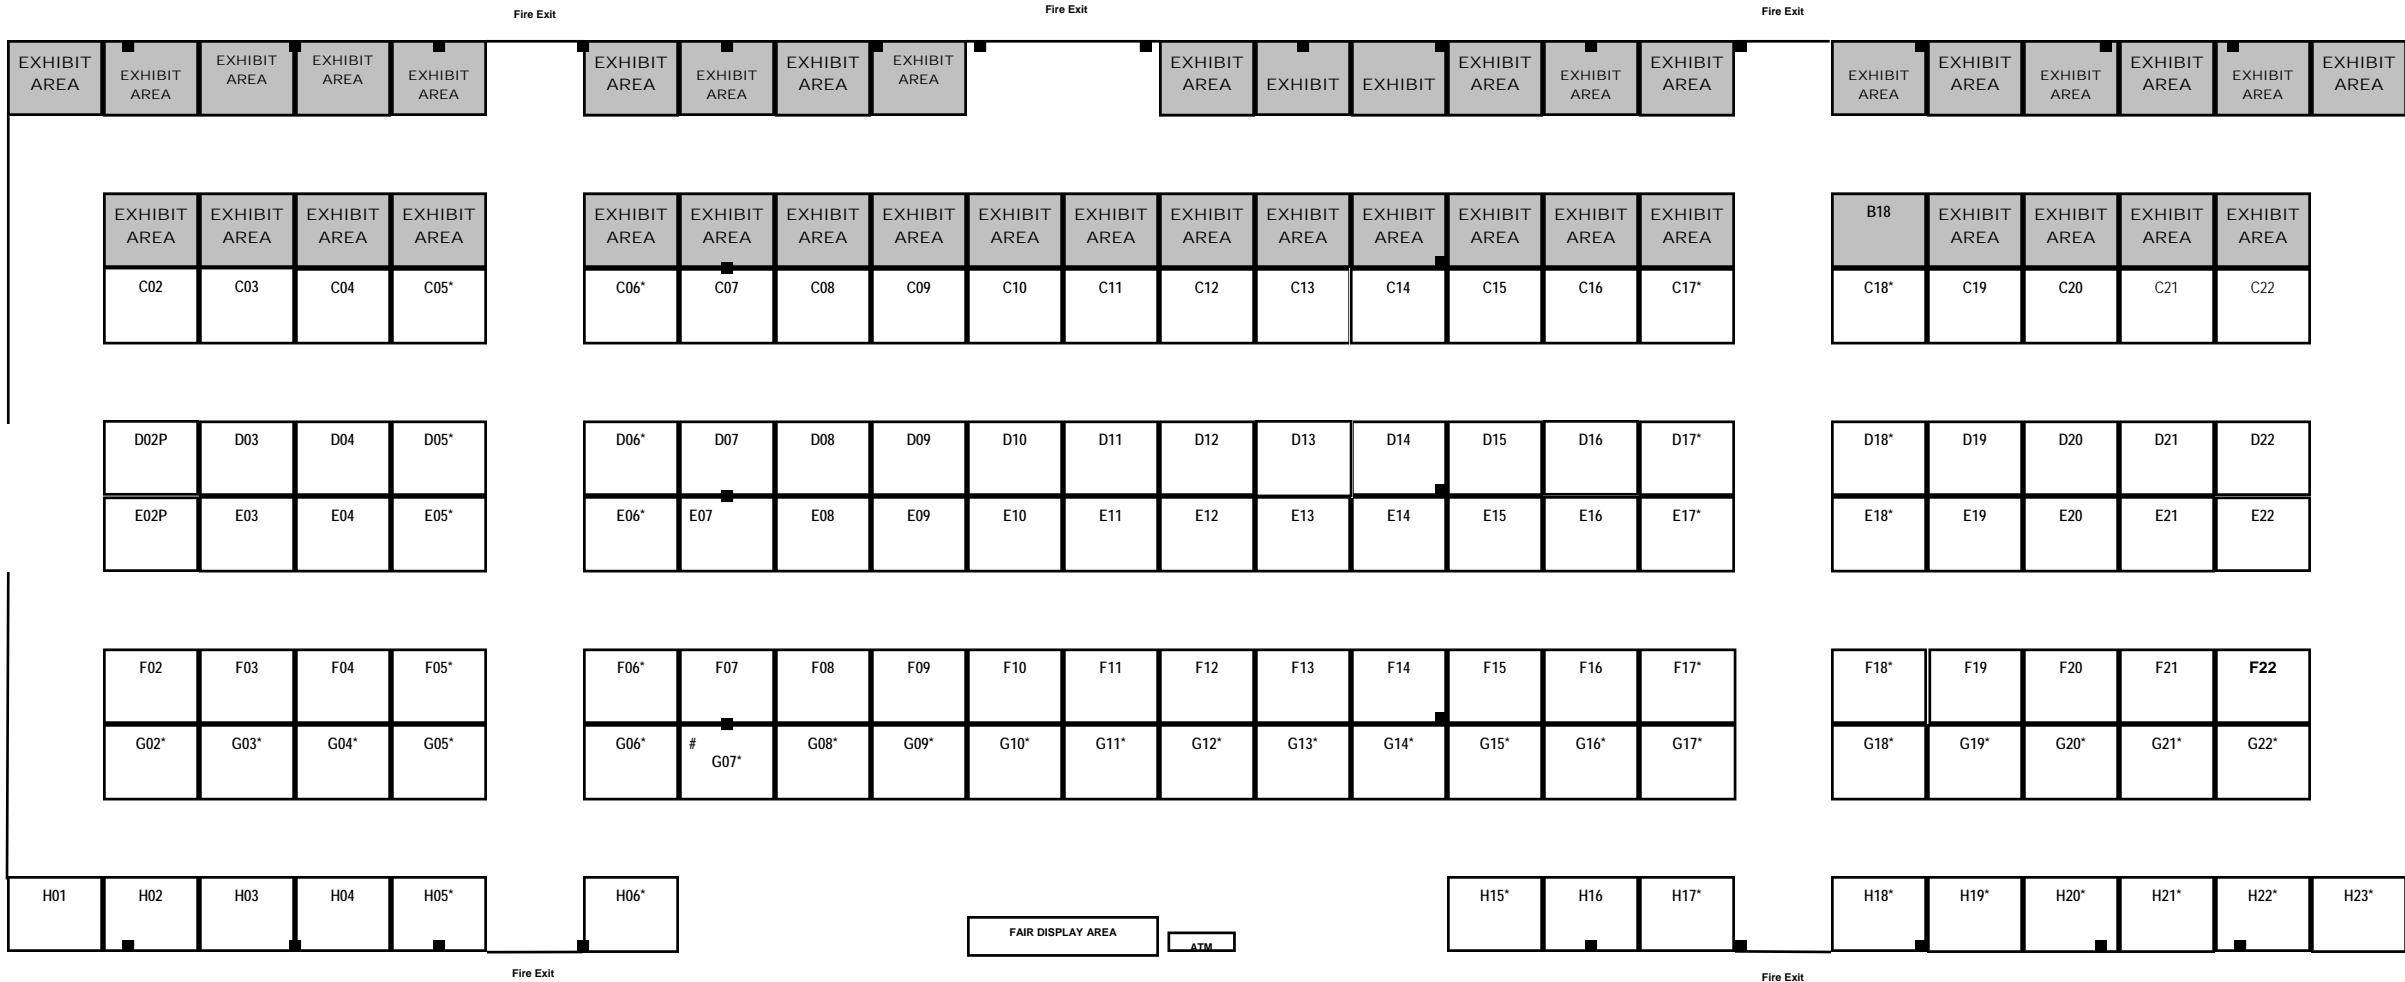 Fire Exit Fire Exit Fire Exit
EXHIBIT AREA EXHIBIT AREA EXHIBIT AREA EXHIBIT AREA EXHIBIT AREA EXHIBIT AREA EXHIBIT AREA EXHIBIT AREA EXHIBIT AREA EXHIBIT AREA EXHIBIT EXHIBIT EXHIBIT AREA EXHIBIT AREA EXHIBIT AREA EXHIBIT AREA EXHIBIT AREA EXHIBIT AREA EXHIBIT AREA EXHIBIT AREA EXHIBIT AREA
EXHIBIT AREA EXHIBIT AREA EXHIBIT AREA EXHIBIT AREA EXHIBIT AREA EXHIBIT AREA EXHIBIT AREA EXHIBIT AREA EXHIBIT AREA EXHIBIT AREA EXHIBIT AREA EXHIBIT AREA EXHIBIT AREA EXHIBIT AREA EXHIBIT AREA EXHIBIT AREA B18 EXHIBIT AREA EXHIBIT AREA EXHIBIT AREA EXHIBIT AREA
C02 C03 C04 C05* C06* C07 C08 C09 C10 C11 C12 C13 C14 C15 C16 C17* C18* C19 C20 C21 C22
D02P D03 D04 D05* D06* D07 D08 D09 D10 D11 D12 D13 D14 D15 D16 D17* D18* D19 D20 D21 D22
E02P E03 E04 E05* E06* E07 E08 E09 E10 E11 E12 E13 E14 E15 E16 E17* E18* E19 E20 E21 E22
F02 F03 F04 F05* F06* F07 F08 F09 F10 F11 F12 F13 F14 F15 F16 F17* F18* F19 F20 F21 F22
G02* G03* G04* G05* G06* # G07* G08* G09* G10* G11* G12* G13* G14* G15* G16* G17* G18* G19* G20* G21* G22*
H01 H02 H03 H04 H05* H06* H15* H16 H17* H18* H19* H20* H21* H22* H23*
FAIR DISPLAY AREA ATM
Fire Exit Fire Exit